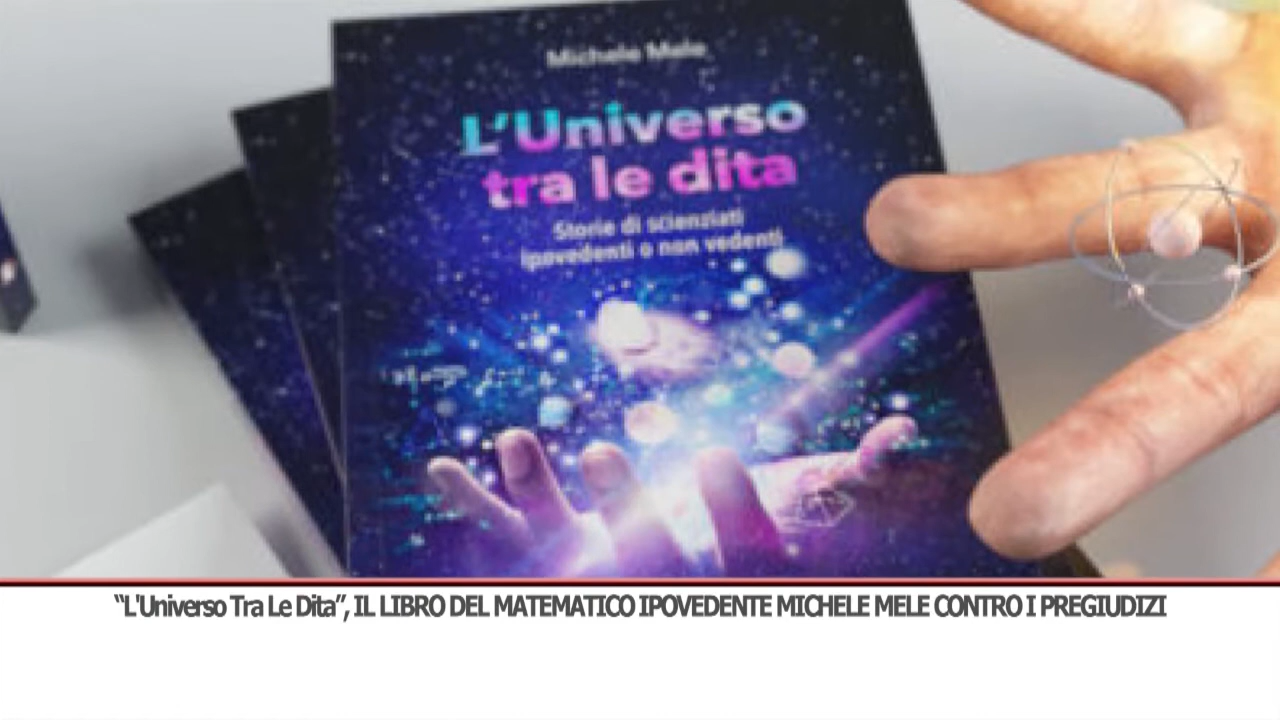 Michele Mele
L'Universo
tra le dita
Storie di scienziati
ipovedenti o non vedenti
“L'Universo Tra Le Dita”, IL LIBRO DEL MATEMATICO IPOVEDENTE MICHELE MELE CONTRO I PREGIUDIZI